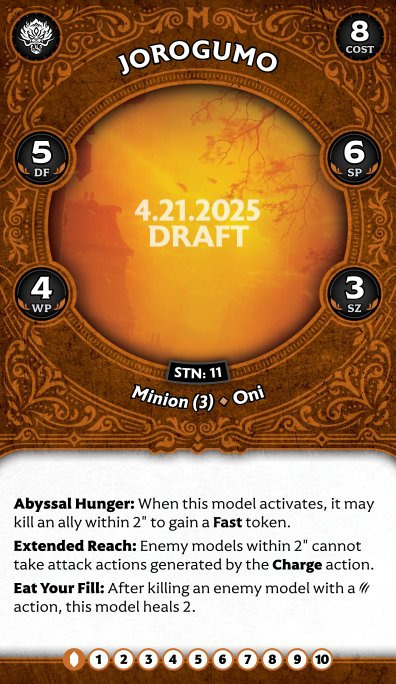 8
COST
JOROGUMO
5
DF
6
SP
4.21.2025
DRAFT
4
WP
3
SZ
STN: 11
Minion (3) ♦ Oni
Abyssal Hunger: When this model activates, it may
kill an ally within 2" to gain a Fast token.
Extended Reach: Enemy models within 2" cannot
take attack actions generated by the Charge action.
Eat Your Fill: After killing an enemy model with a
action, this model heals 2.
1 2 3 4 5 6 7 8 9 10